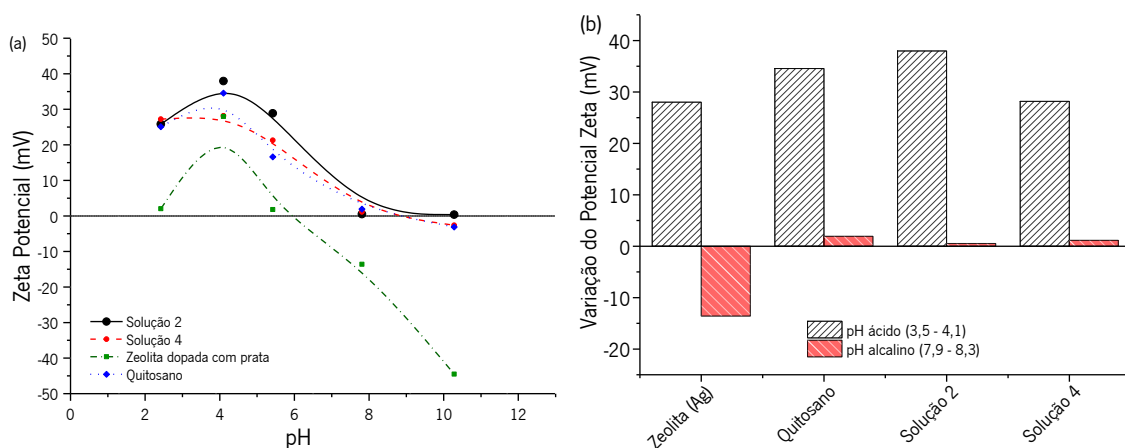 (a)
Zeta Potencial (mV)
50
40
30
20
10
0
-10
-20
-30
-40
-50
Solução 2
Solução 4
Zeolita dopada com prata
Quitosano
0 2 4 6 8 10 12
pH
(b)
Variação do Potencial Zeta (mV)
40
30
20
10
0
-10
-20
pH ácido (3,5 - 4,1)
pH alcalino (7,9 - 8,3)
Zeolita (Ag)
Quitosano
Solução 2
Solução 4